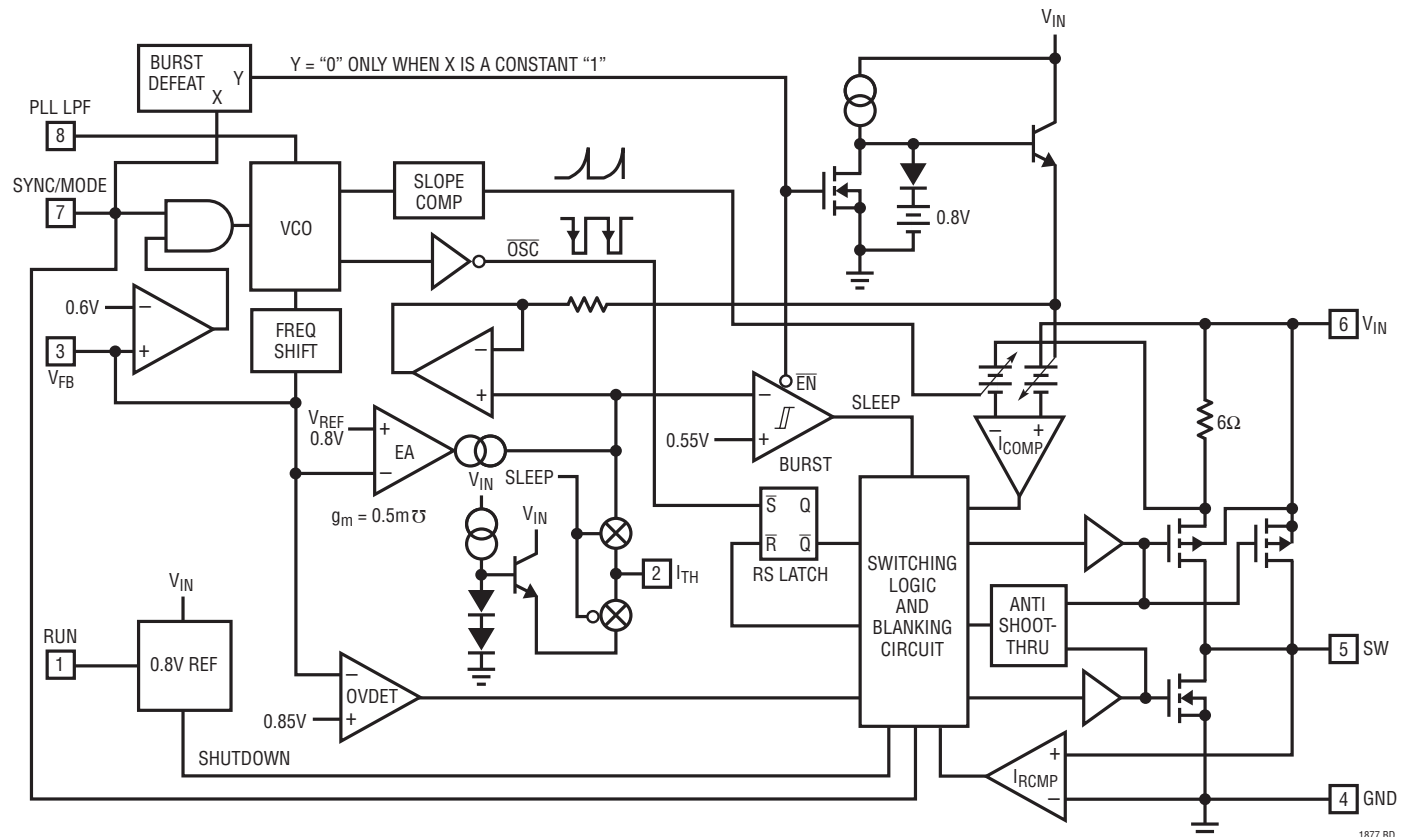 V_IN
BURST
DEFEAT
Y
X
Y = “0” ONLY WHEN X IS A CONSTANT “1”
PLL LPF
8
SYNC/MODE
7
VCO
SLOPE
COMP
0.8V
O̅S̅C̅
0.6V
−
+
3
V_FB
FREQ
SHIFT
6
V_IN
−
+
E̅N̅
−
+
I_COMP
6Ω
SLEEP
−
0.55V
+
BURST
V_REF
0.8V
+
EA
−
g_m = 0.5m℧
V_IN
SLEEP
V_IN
S̅
Q
R̅
Q̅
RS LATCH
2
I_TH
SWITCHING
LOGIC
AND
BLANKING
CIRCUIT
ANTI
SHOOT-
THRU
V_IN
RUN
1
0.8V REF
5
SW
−
OVDET
0.85V
+
SHUTDOWN
+
I_RCMP
−
4
GND
1877 BD